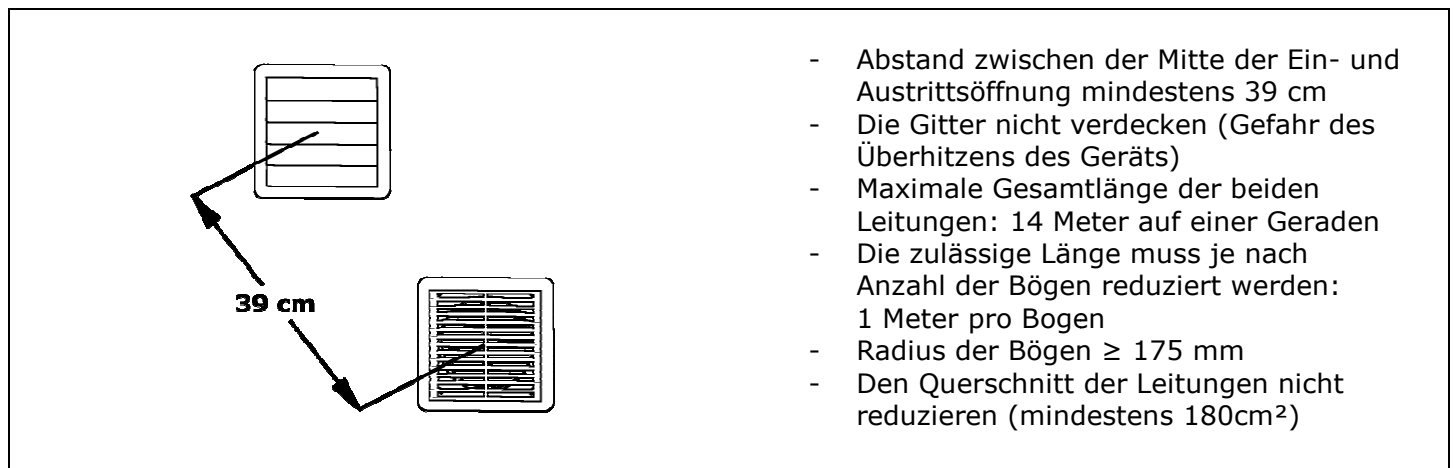 39 cm
- Abstand zwischen der Mitte der Ein- und
Austrittsöffnung mindestens 39 cm
- Die Gitter nicht verdecken (Gefahr des
Überhitzens des Geräts)
- Maximale Gesamtlänge der beiden
Leitungen: 14 Meter auf einer Geraden
- Die zulässige Länge muss je nach
Anzahl der Bögen reduziert werden:
1 Meter pro Bogen
- Radius der Bögen ≥ 175 mm
- Den Querschnitt der Leitungen nicht
reduzieren (mindestens 180cm²)